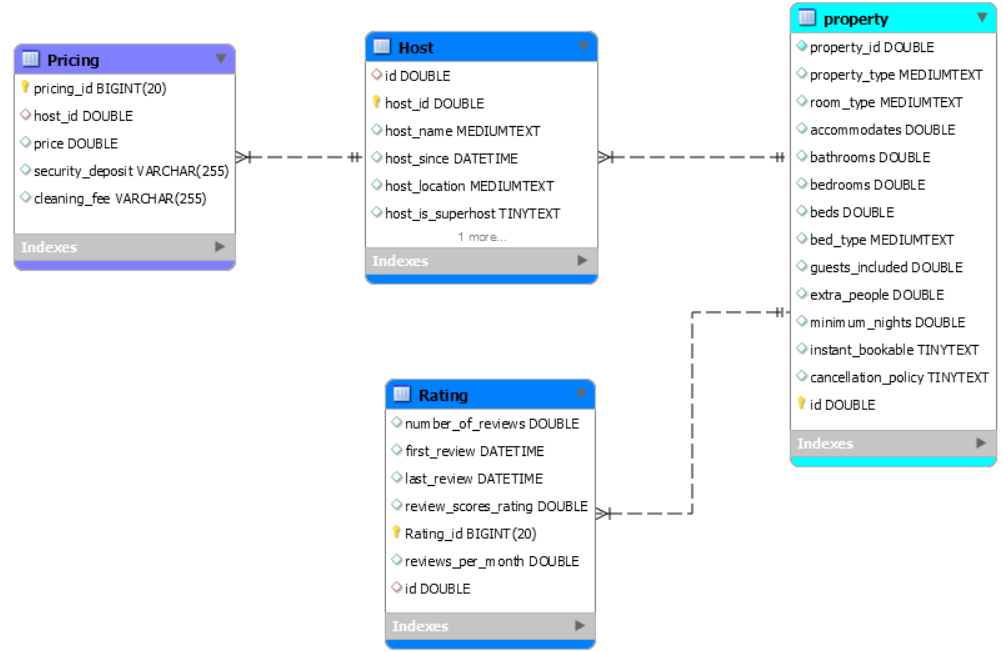 Pricing
pricing_id BIGINT(20)
host_id DOUBLE
price DOUBLE
security_deposit VARCHAR(255)
cleaning_fee VARCHAR(255)
Indexes
Host
id DOUBLE
host_id DOUBLE
host_name MEDIUMTEXT
host_since DATETIME
host_location MEDIUMTEXT
host_is_superhost TINYTEXT
1 more...
Indexes
property
property_id DOUBLE
property_type MEDIUMTEXT
room_type MEDIUMTEXT
accommodates DOUBLE
bathrooms DOUBLE
bedrooms DOUBLE
beds DOUBLE
bed_type MEDIUMTEXT
guests_included DOUBLE
extra_people DOUBLE
minimum_nights DOUBLE
instant_bookable TINYTEXT
cancellation_policy TINYTEXT
id DOUBLE
Indexes
Rating
number_of_reviews DOUBLE
first_review DATETIME
last_review DATETIME
review_scores_rating DOUBLE
Rating_id BIGINT(20)
reviews_per_month DOUBLE
id DOUBLE
Indexes